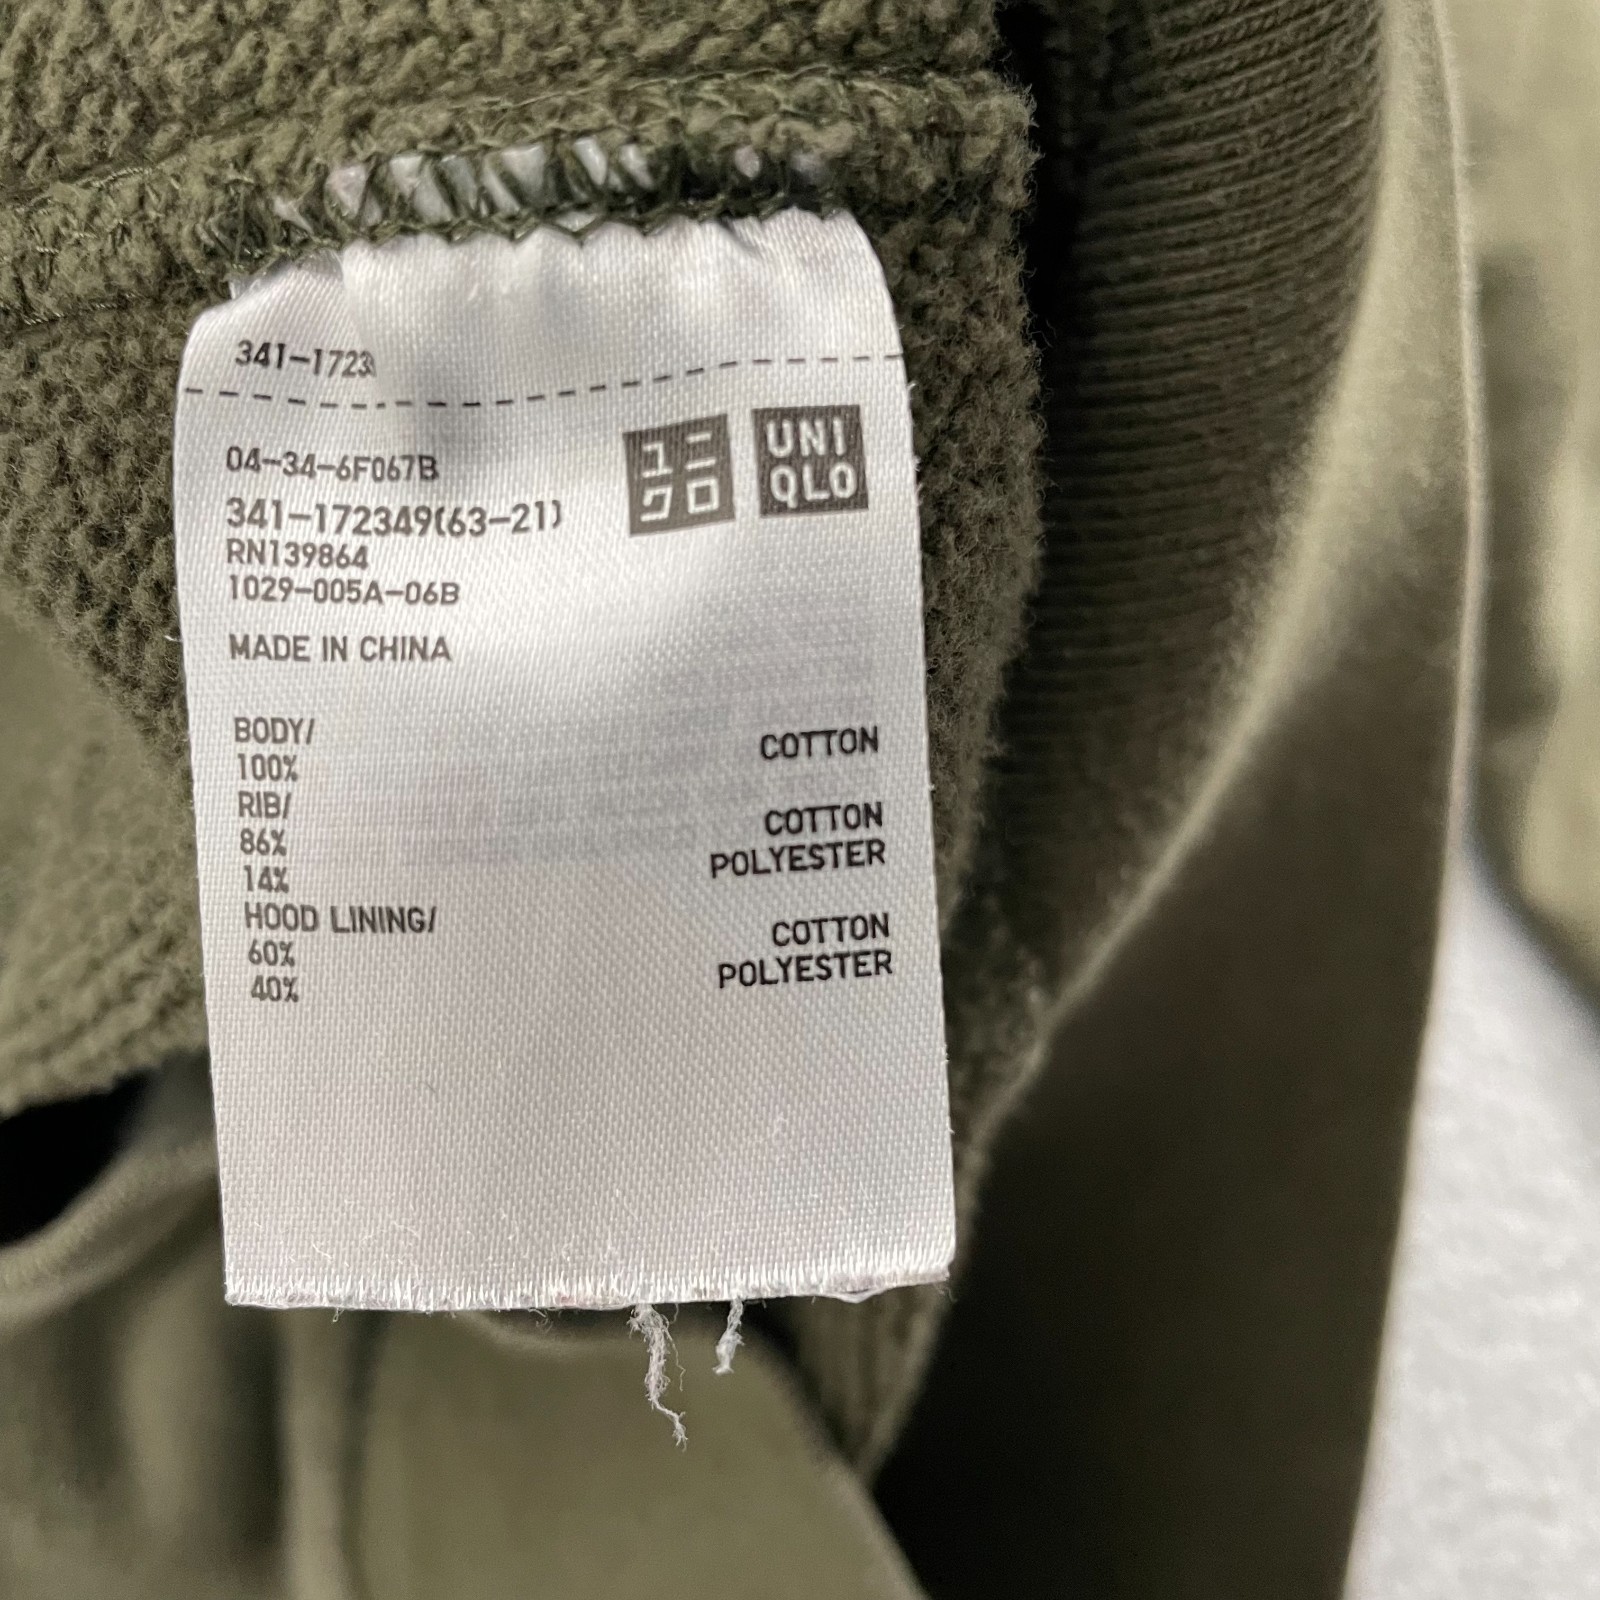 341-1723
ユニ
クロ
UNI
QLO
04-34-6F067B
341-172349(63-21)
RN139864
1029-005A-06B
MADE IN CHINA
BODY/
100% COTTON
RIB/
86% COTTON
14% POLYESTER
HOOD LINING/
60% COTTON
40% POLYESTER